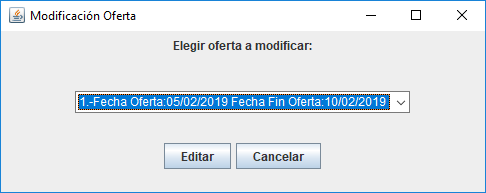 Modificación Oferta
Elegir oferta a modificar:
1.-Fecha Oferta:05/02/2019 Fecha Fin Oferta:10/02/2019
Editar Cancelar